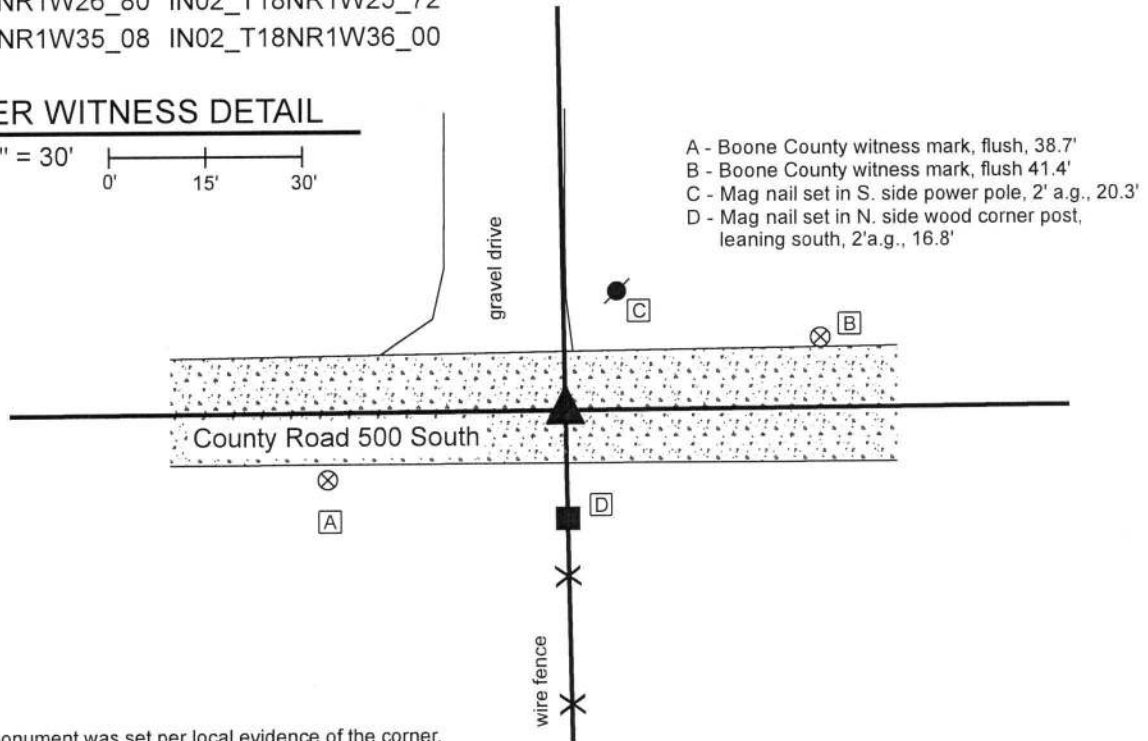 NR1W26_80 IN02_T18NR1W25_72
NR1W35_08 IN02_T18NR1W36_00
ER WITNESS DETAIL
" = 30'
0' 15' 30'
A - Boone County witness mark, flush, 38.7'
B - Boone County witness mark, flush 41.4'
C - Mag nail set in S. side power pole, 2' a.g., 20.3'
D - Mag nail set in N. side wood corner post,
leaning south, 2'a.g., 16.8'
gravel drive
C
B
County Road 500 South
A
D
wire fence
onument was set per local evidence of the corner.